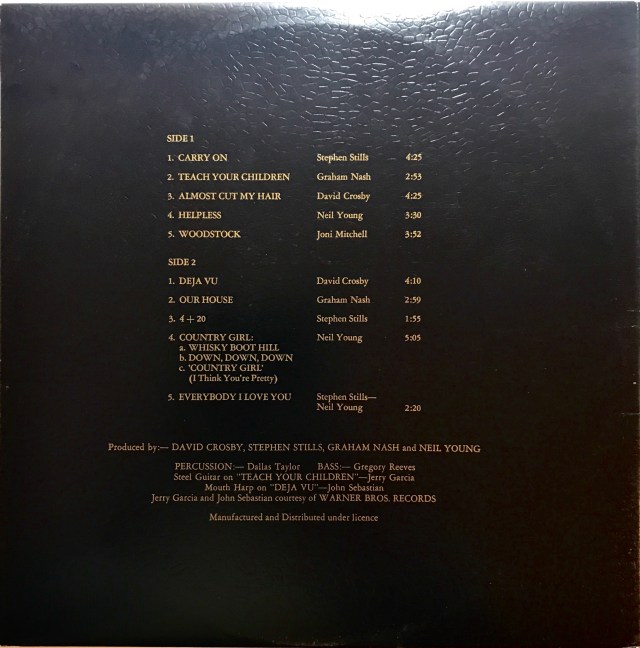 SIDE 1
1. CARRY ON Stephen Stills 4:25
2. TEACH YOUR CHILDREN Graham Nash 2:53
3. ALMOST CUT MY HAIR David Crosby 4:25
4. HELPLESS Neil Young 3:30
5. WOODSTOCK Joni Mitchell 3:52
SIDE 2
1. DEJA VU David Crosby 4:10
2. OUR HOUSE Graham Nash 2:59
3. 4 + 20 Stephen Stills 1:55
4. COUNTRY GIRL: Neil Young 5:05
a. WHISKY BOOT HILL
b. DOWN, DOWN, DOWN
c. 'COUNTRY GIRL'
(I Think You're Pretty)
5. EVERYBODY I LOVE YOU Stephen Stills—
Neil Young 2:20
Produced by:— DAVID CROSBY, STEPHEN STILLS, GRAHAM NASH and NEIL YOUNG
PERCUSSION:— Dallas Taylor BASS:— Gregory Reeves
Steel Guitar on "TEACH YOUR CHILDREN"—Jerry Garcia
Mouth Harp on "DEJA VU"—John Sebastian
Jerry Garcia and John Sebastian courtesy of WARNER BROS. RECORDS
Manufactured and Distributed under licence